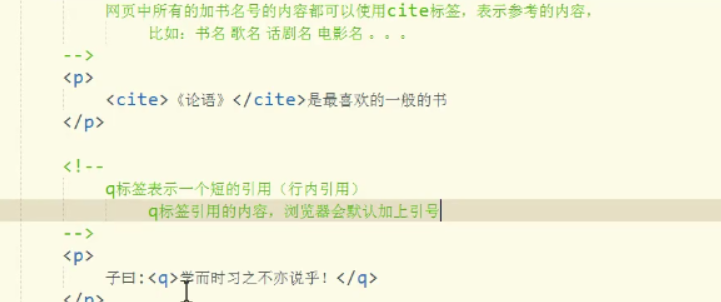 网页中所有的加书名号的内容都可以使用cite标签，表示参考的内容，
比如：书名 歌名 话剧名 电影名 。。。
-->
<p>
<cite>《论语》</cite>是最喜欢的一般的书
</p>
<!--
q标签表示一个短的引用（行内引用）
q标签引用的内容，浏览器会默认加上引号
-->
<p>
子曰:<q>学而时习之不亦说乎！</q>
</p>